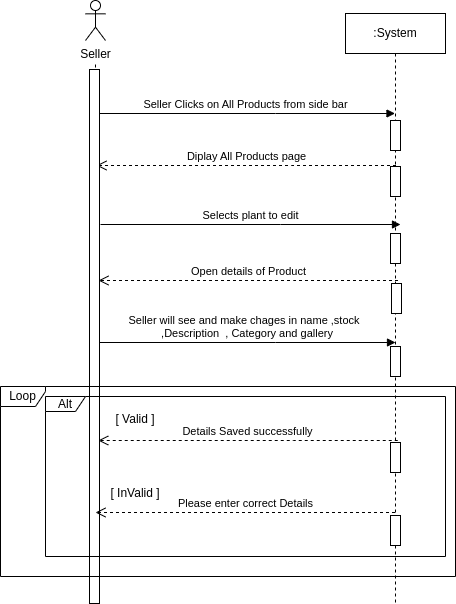 Seller
:System
Seller Clicks on All Products from side bar
Diplay All Products page
Selects plant to edit
Open details of Product
Seller will see and make chages in name ,stock
,Description , Category and gallery
Loop
Alt
[ Valid ]
Details Saved successfully
[ InValid ]
Please enter correct Details